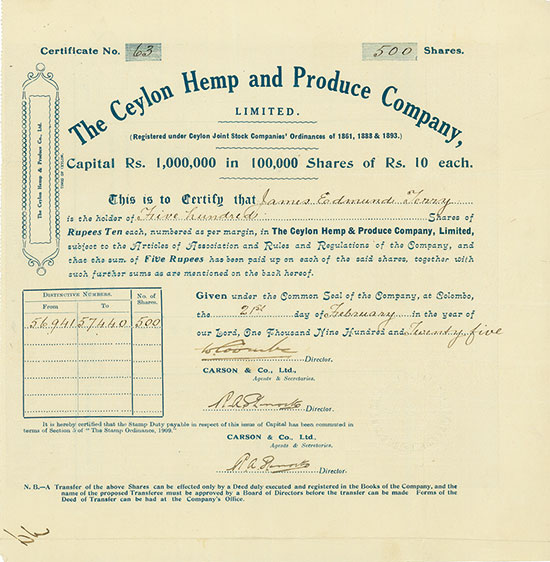 Certificate No. 63 500 Shares.
The Ceylon Hemp and Produce Company,
LIMITED.
(Registered under Ceylon Joint Stock Companies' Ordinances of 1861, 1888 & 1893.)
Capital Rs. 1,000,000 in 100,000 Shares of Rs. 10 each.
The Ceylon Hemp & Produce Co., Ltd.
This is to Certify that James Edmund Terry
is the holder of Five hundred Shares of
Rupees Ten each, numbered as per margin, in The Ceylon Hemp & Produce Company, Limited,
subject to the Articles of Association and Rules and Regulations of the Company, and
that the sum of Five Rupees has been paid up on each of the said shares, together with
such further sums as are mentioned on the back hereof.
Distinctive Numbers. No. of Shares.
From To
56941 57440 500
Given under the Common Seal of the Company, at Colombo,
the 21st day of February in the year of
our Lord, One Thousand Nine Hundred and Twenty five
Director.
CARSON & Co., Ltd.,
Agents & Secretaries.
Director.
It is hereby certified that the Stamp Duty payable in respect of this issue of Capital has been commuted in
terms of Section 5 of "The Stamp Ordinance, 1909."
CARSON & Co., Ltd.
Agents & Secretaries.
Director.
N. B.—A Transfer of the above Shares can be effected only by a Deed duly executed and registered in the Books of the Company, and the
name of the proposed Transferee must be approved by a Board of Directors before the transfer can be made Forms of the
Deed of Transfer can be had at the Company's Office.